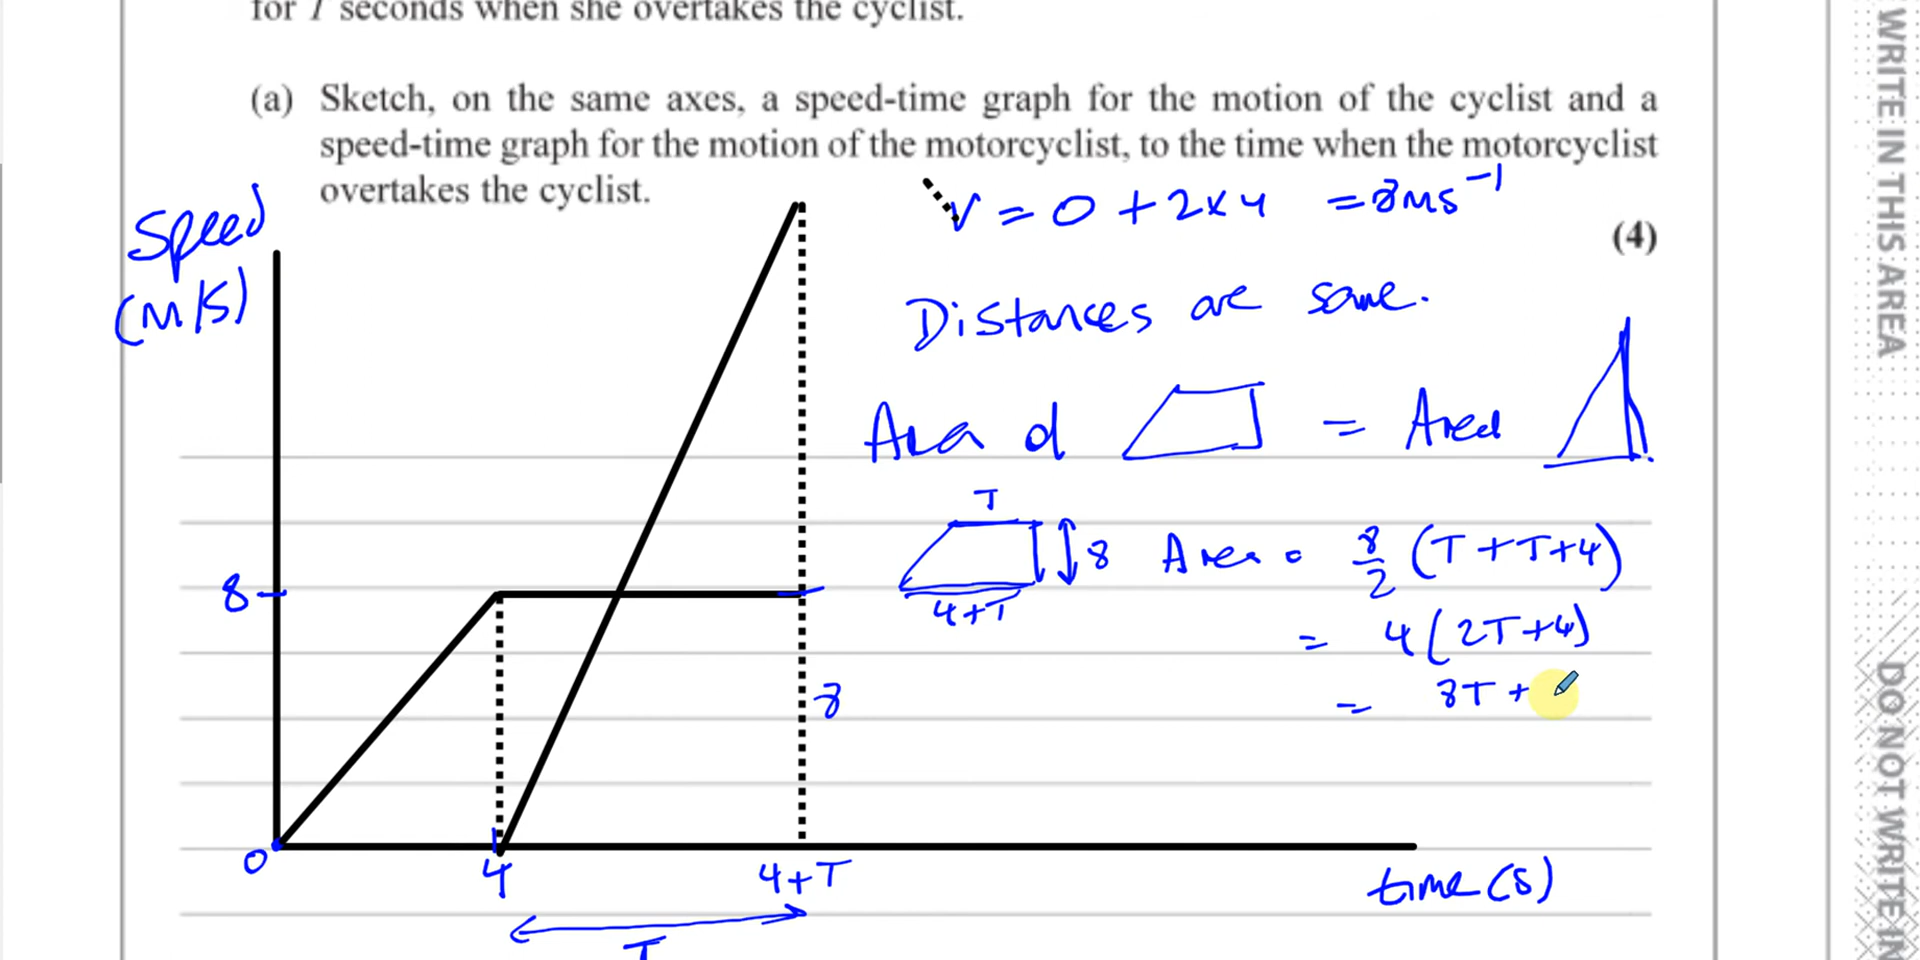 for T seconds when she overtakes the cyclist.
(a) Sketch, on the same axes, a speed-time graph for the motion of the cyclist and a
speed-time graph for the motion of the motorcyclist, to the time when the motorcyclist
overtakes the cyclist.
(4)
Speed
(m/s)
V = 0 + 2x4 = 8ms⁻¹
Distances are same.
Area of = Area
T
8 Area = 8/2 (T+T+4)
4+T
= 4(2T+4)
= 8T +
8
8
0
4
4+T
time (s)
T
WRITE IN THIS AREA
DO NOT WRITE IN